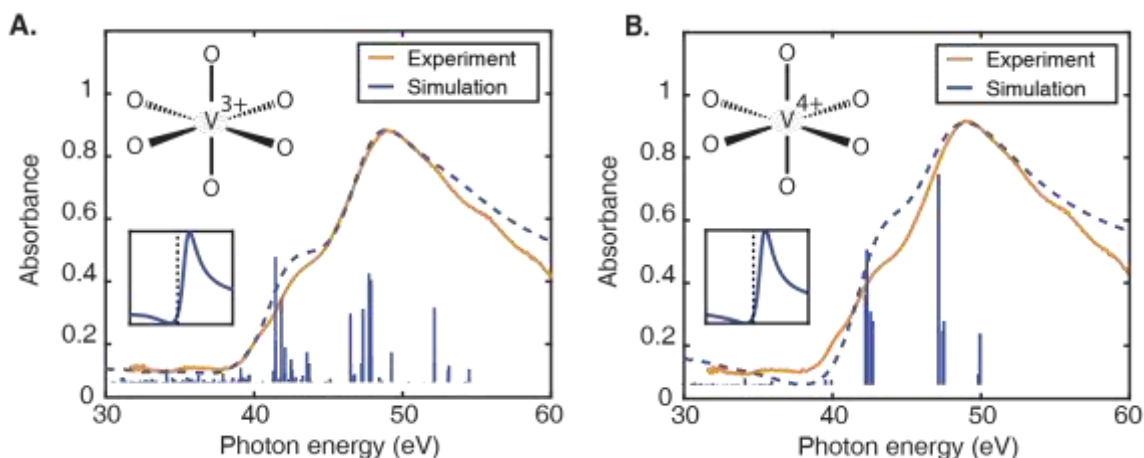 A.
Experiment
Simulation
O
O
O
V
3+
O
O
O
1
0.8
0.6
0.4
0.2
0
Absorbance
30
40
50
60
Photon energy (eV)
B.
Experiment
Simulation
O
O
O
V
4+
O
O
O
1
0.8
0.6
0.4
0.2
0
Absorbance
30
40
50
60
Photon energy (eV)